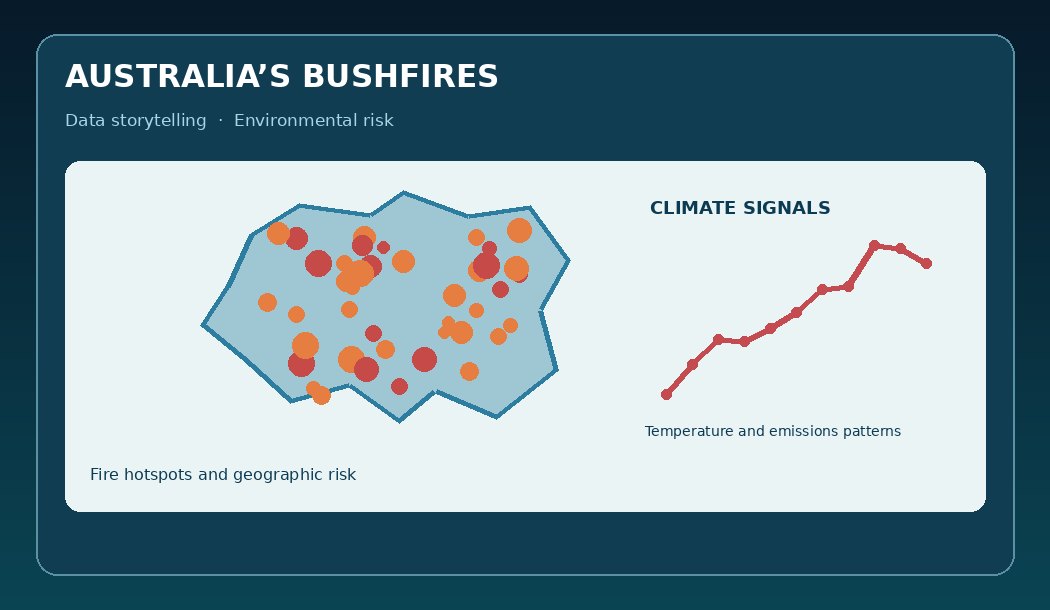 AUSTRALIA’S BUSHFIRES
Data storytelling · Environmental risk
CLIMATE SIGNALS
Temperature and emissions patterns
Fire hotspots and geographic risk